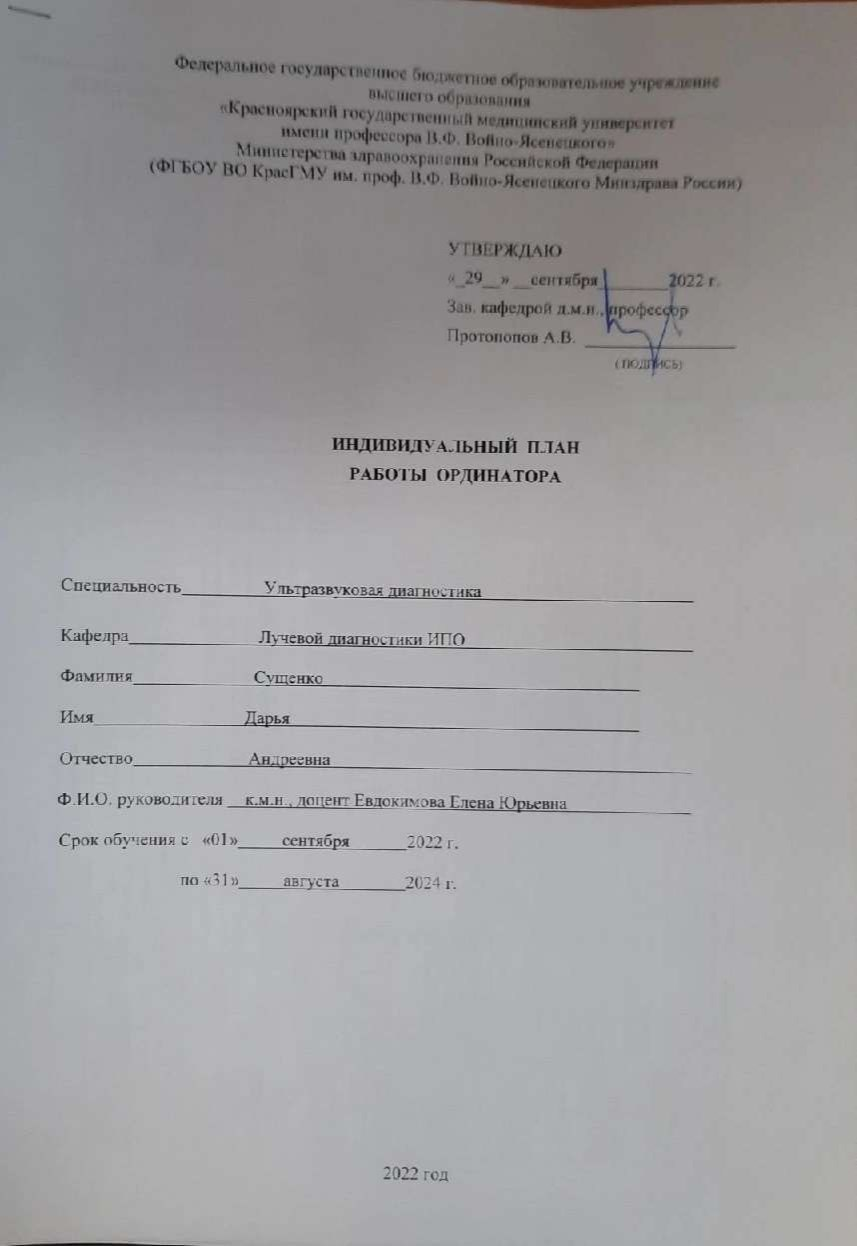 Федеральное государственное бюджетное образовательное учреждение
высшего образования
«Красноярский государственный медицинский университет
имени профессора В.Ф. Войно-Ясенецкого»
Министерства здравоохранения Российской Федерации
(ФГБОУ ВО КрасГМУ им. проф. В.Ф. Войно-Ясенецкого Минздрава России)
УТВЕРЖДАЮ
«_29__» __сентября________2022 г.
Зав. кафедрой д.м.н., профессор
Протопопов А.В. __________________
(ПОДПИСЬ)
ИНДИВИДУАЛЬНЫЙ ПЛАН
РАБОТЫ ОРДИНАТОРА
Специальность Ультразвуковая диагностика
Кафедра Лучевой диагностики ИПО
Фамилия Сущенко
Имя Дарья
Отчество Андреевна
Ф.И.О. руководителя к.м.н., доцент Евдокимова Елена Юрьевна
Срок обучения с «01» сентября 2022 г.
по «31» августа 2024 г.
2022 год